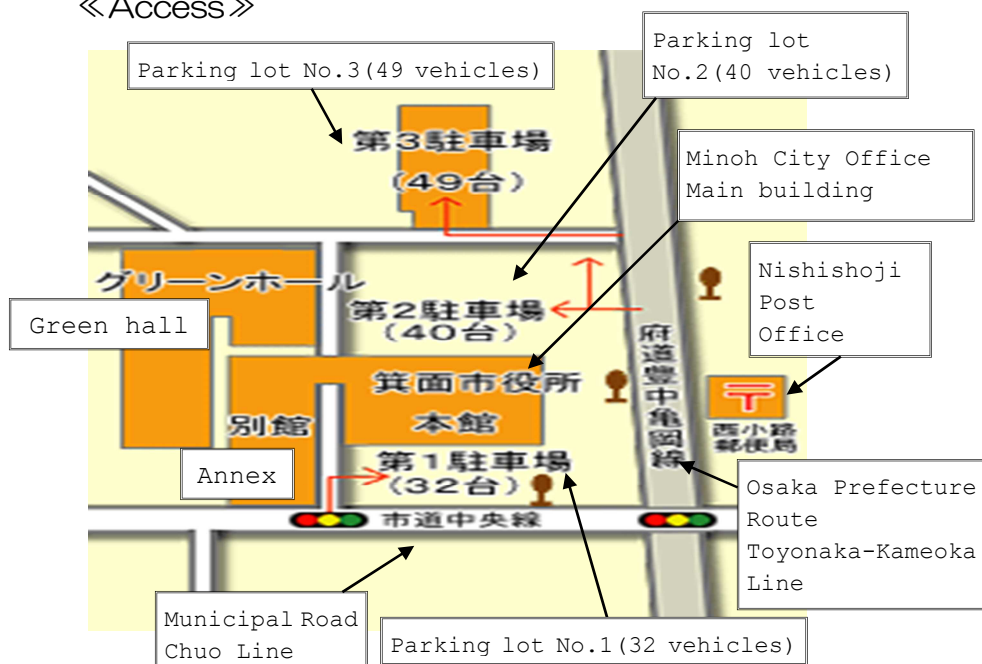 ≪Access≫
Parking lot No.3(49 vehicles)
Parking lot
No.2(40 vehicles)
第3駐車場
(49台)
Minoh City Office
Main building
グリーンホール
Green hall
第2駐車場
(40台)
Nishishoji
Post
Office
府道豊中亀岡線
箕面市役所
本館
〒
西小路
郵便局
別館
Annex
第1駐車場
(32台)
市道中央線
Osaka Prefecture
Route
Toyonaka-Kameoka
Line
Municipal Road
Chuo Line
Parking lot No.1(32 vehicles)